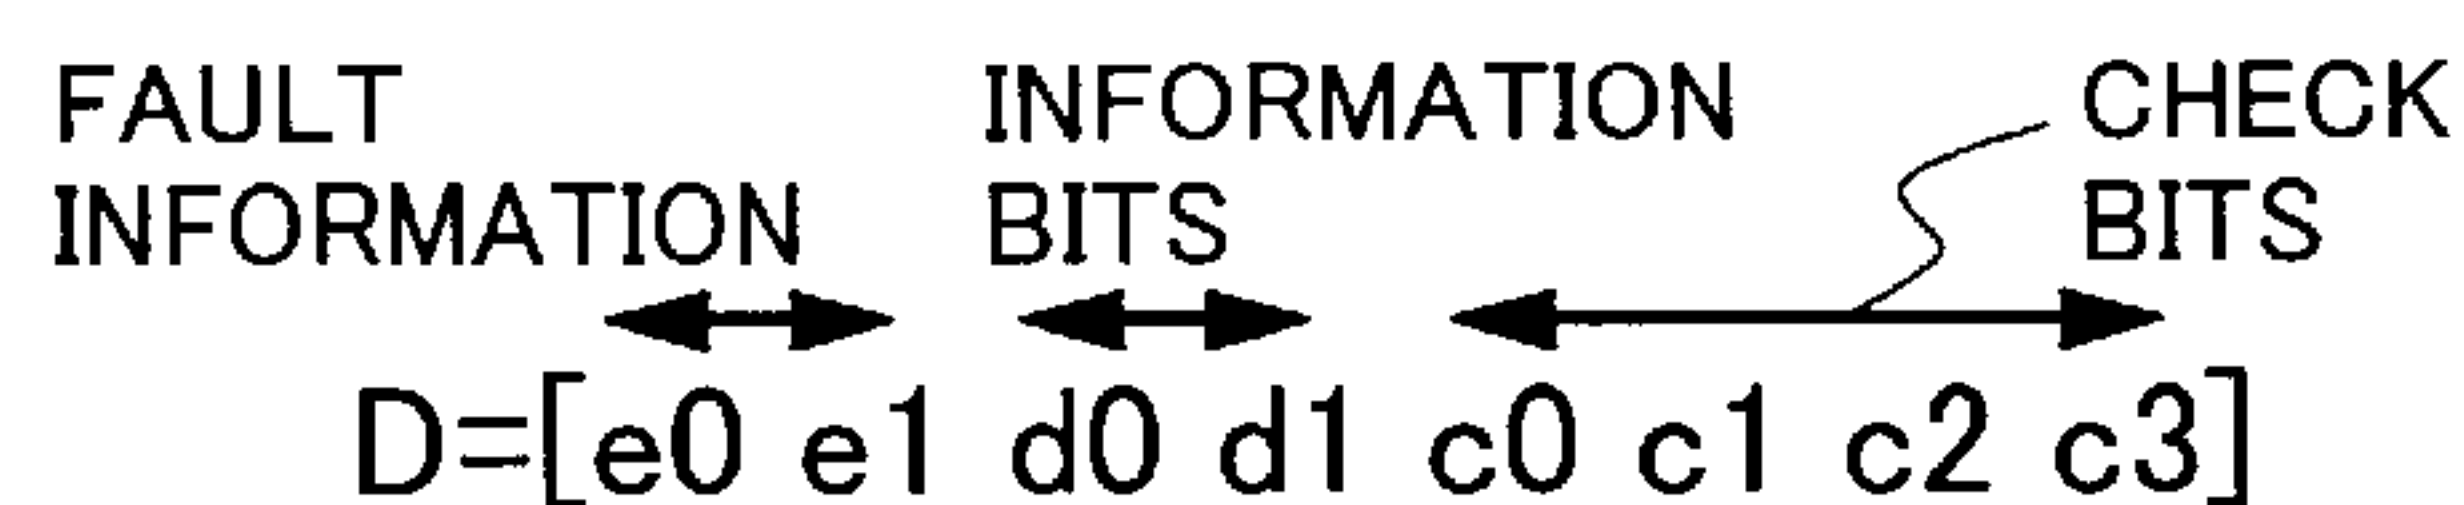 FAULT
INFORMATION
INFORMATION
BITS
CHECK
BITS
D=[e0 e1 d0 d1 c0 c1 c2 c3]